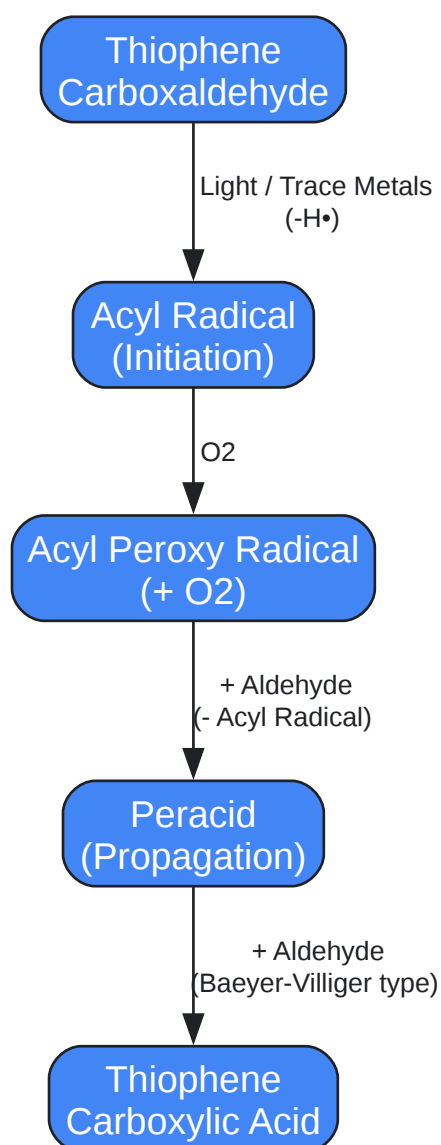 Thiophene
Carboxaldehyde
Light / Trace Metals
(-H•)
Acyl Radical
(Initiation)
O2
Acyl Peroxy Radical
(+ O2)
+ Aldehyde
(- Acyl Radical)
Peracid
(Propagation)
+ Aldehyde
(Baeyer-Villiger type)
Thiophene
Carboxylic Acid